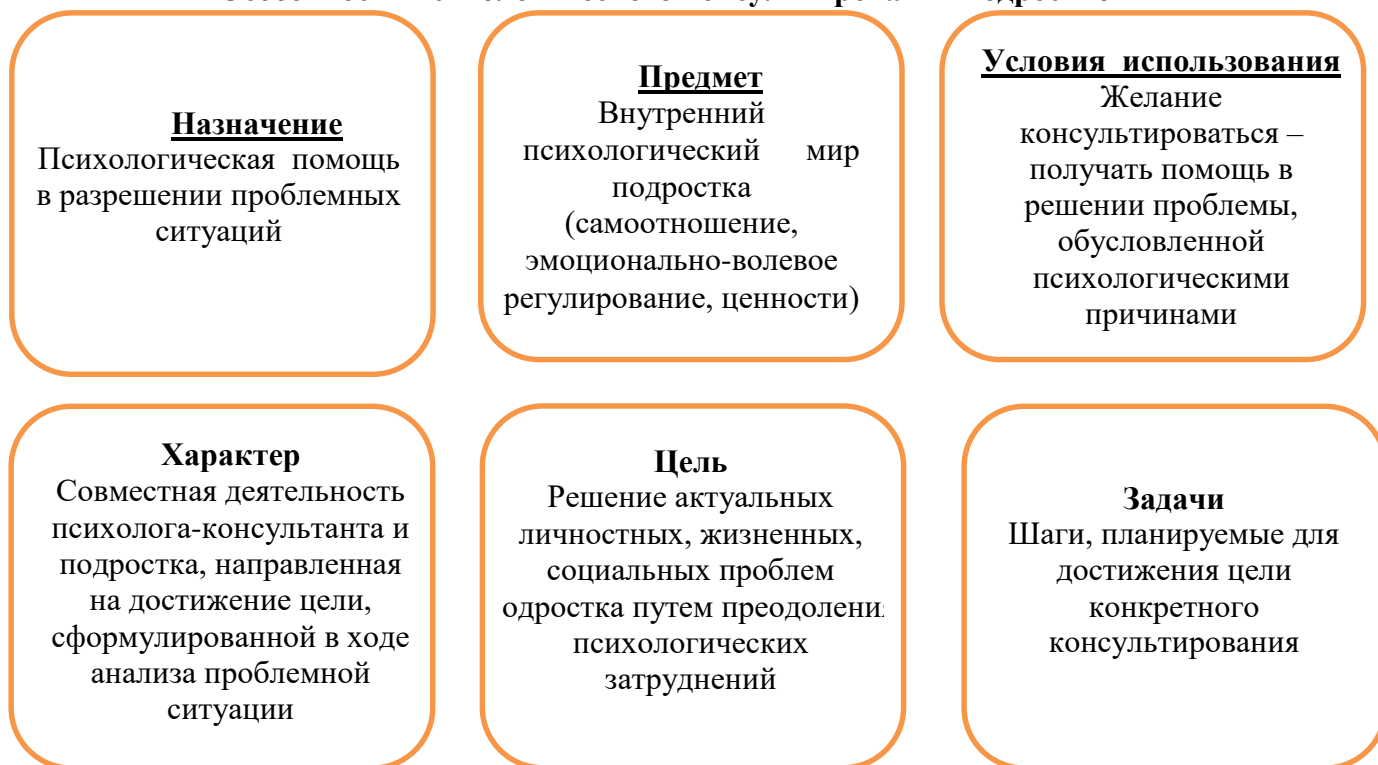 Назначение
Психологическая помощь
в разрешении проблемных
ситуаций
Предмет
Внутренний
психологический мир
подростка
(самоотношение,
эмоционально-волевое
регулирование, ценности)
Условия использования
Желание
консультироваться –
получать помощь в
решении проблемы,
обусловленной
психологическими
причинами
Характер
Совместная деятельность
психолога-консультанта и
подростка, направленная
на достижение цели,
сформулированной в ходе
анализа проблемной
ситуации
Цель
Решение актуальных
личностных, жизненных,
социальных проблем
одростка путем преодолени
психологических
затруднений
Задачи
Шаги, планируемые для
достижения цели
конкретного
консультирования